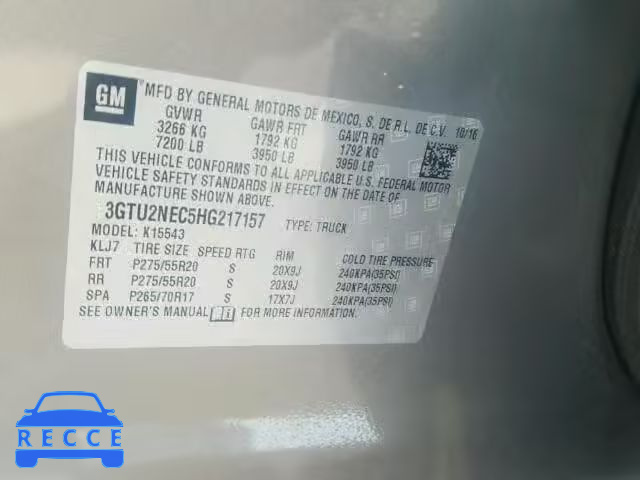 GM
MFD BY GENERAL MOTORS DE MEXICO, S. DE R.L. DE C.V. 10/16
GVWR GAWR FRT GAWR RR
3266 KG 1792 KG 1792 KG
7200 LB 3950 LB 3950 LB
THIS VEHICLE CONFORMS TO ALL APPLICABLE U.S. FEDERAL MOTOR
VEHICLE SAFETY STANDARDS IN EFFECT ON THE DATE OF
MANUFACTURE SHOWN ABOVE.
3GTU2NEC5HG217157 TYPE: TRUCK
MODEL: K15543
KLJ7 TIRE SIZE SPEED RTG RIM COLD TIRE PRESSURE
FRT P275/55R20 S 20X9J 240KPA(35PSI)
RR P275/55R20 S 20X9J 240KPA(35PSI)
SPA P265/70R17 S 17X7J 240KPA(35PSI)
SEE OWNER'S MANUAL FOR MORE INFORMATION.
RECCE